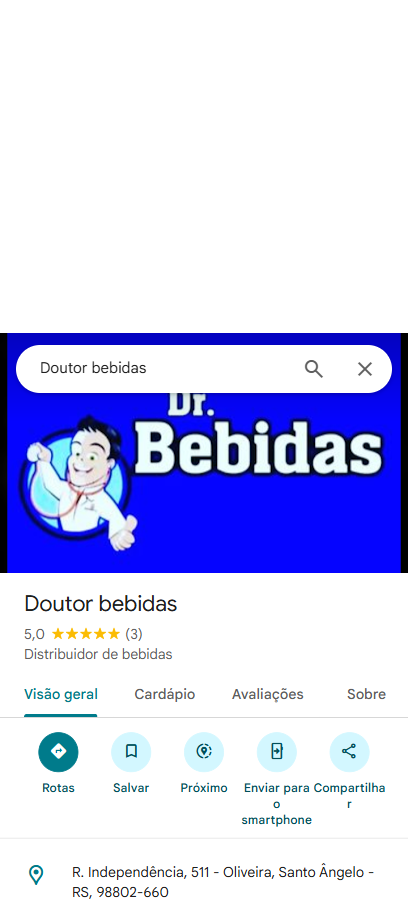 Doutor bebidas
Dr.
Bebidas
Doutor bebidas
5,0 ★★★★★ (3)
Distribuidor de bebidas
Visão geral Cardápio Avaliações Sobre
Rotas Salvar Próximo Enviar para o smartphone Compartilhar
R. Independência, 511 - Oliveira, Santo Ângelo -
RS, 98802-660